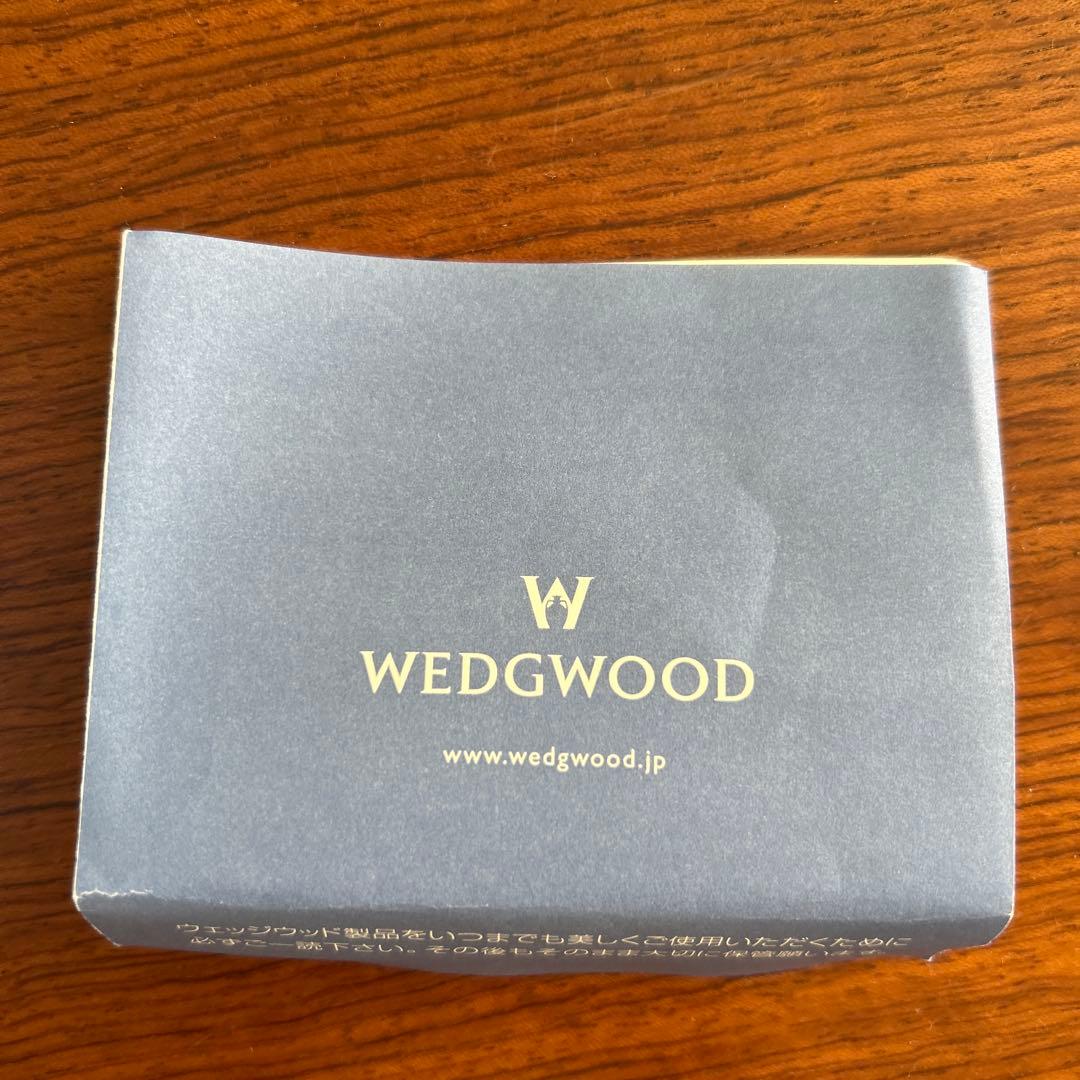 W
WEDGWOOD
www.wedgwood.jp
ウェッジウッド製品をいつまでも美しくご使用いただくために
必ずご一読下さい。その後もそのまま大切に保管願います。